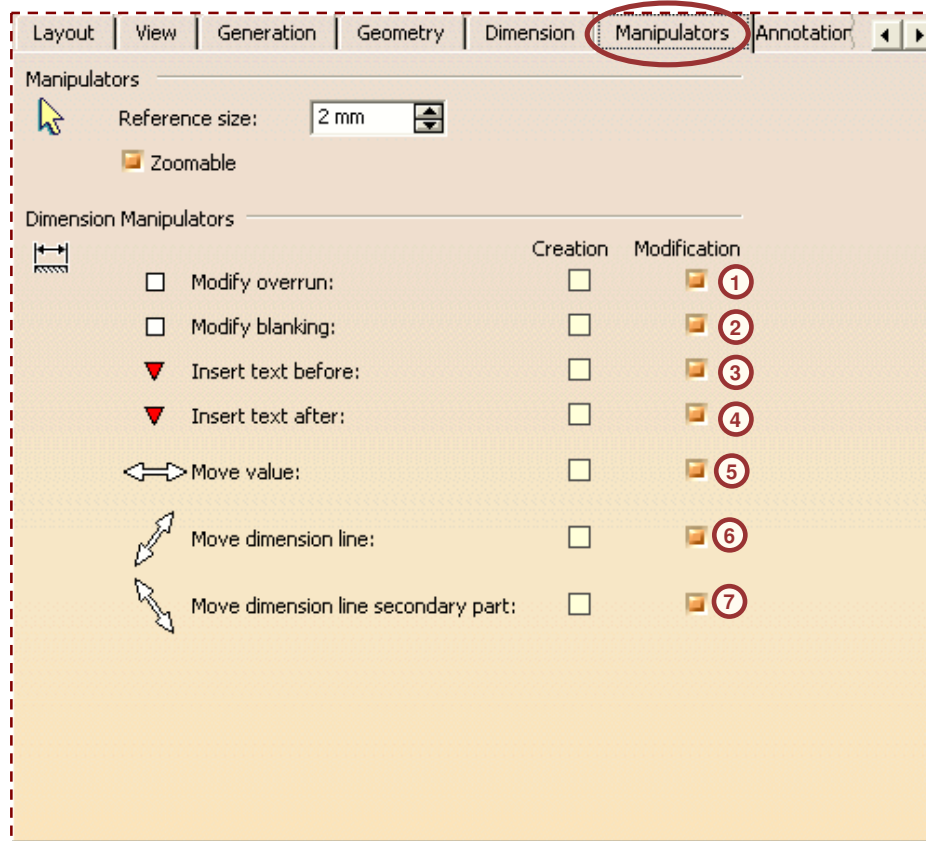 Layout View Generation Geometry Dimension Manipulators Annotation
Manipulators
Reference size: 2 mm
Zoomable
Dimension Manipulators
Creation Modification
Modify overrun: 1
Modify blanking: 2
Insert text before: 3
Insert text after: 4
Move value: 5
Move dimension line: 6
Move dimension line secondary part: 7